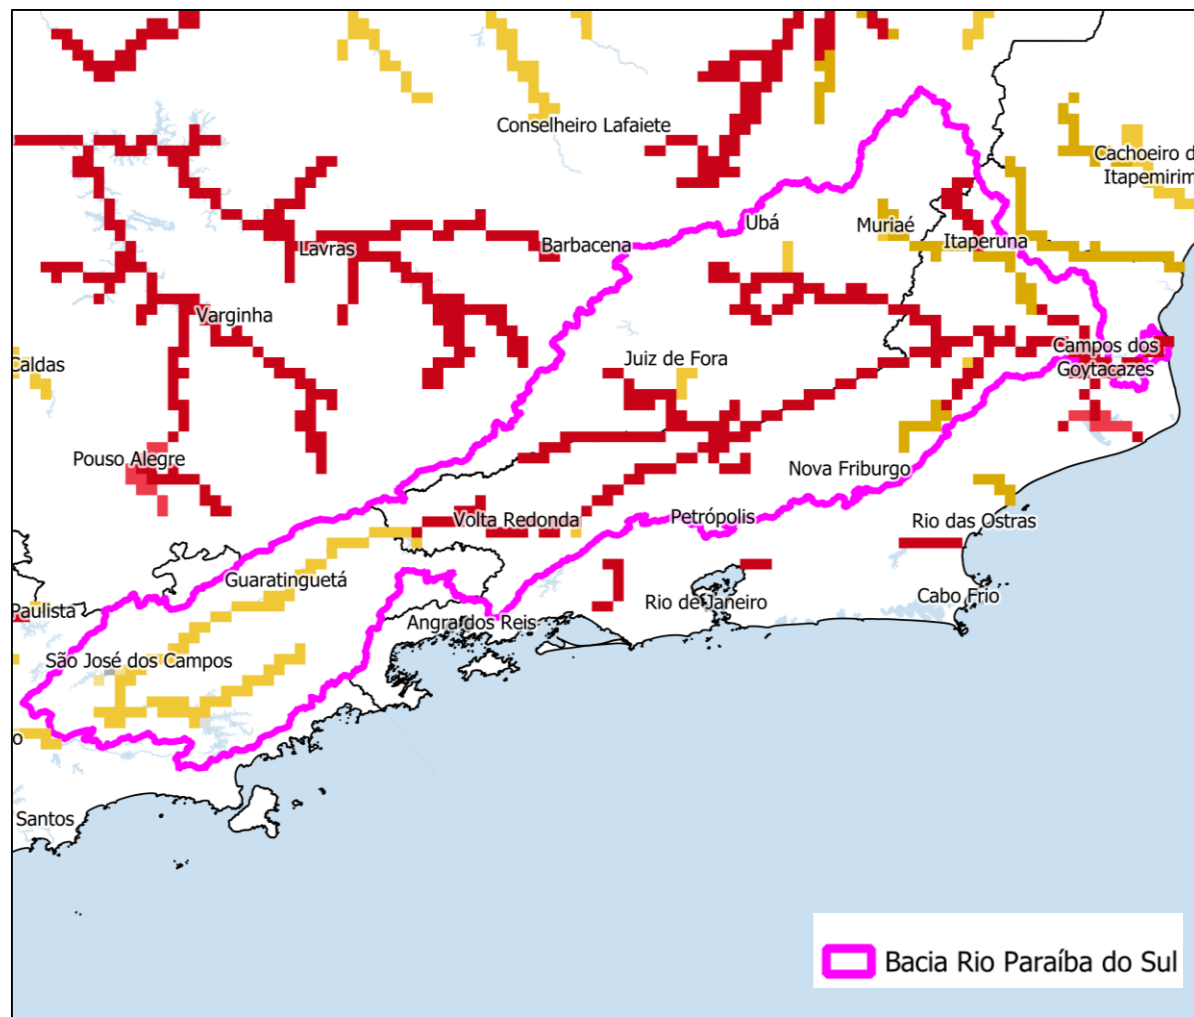 Conselheiro Lafaiete
Cachoeiro d
Itapemirim
Ubá
Muriaé
Itaperuna
Barbacena
Lavras
Varginha
Caldas
Juiz de Fora
Campos dos
Goytacazes
Pouso Alegre
Nova Friburgo
Volta Redonda
Petrópolis
Rio das Ostras
Guaratinguetá
Paulista
Rio de Janeiro
Cabo Frio
Angra dos Reis
São José dos Campos
o
Santos
Bacia Rio Paraíba do Sul